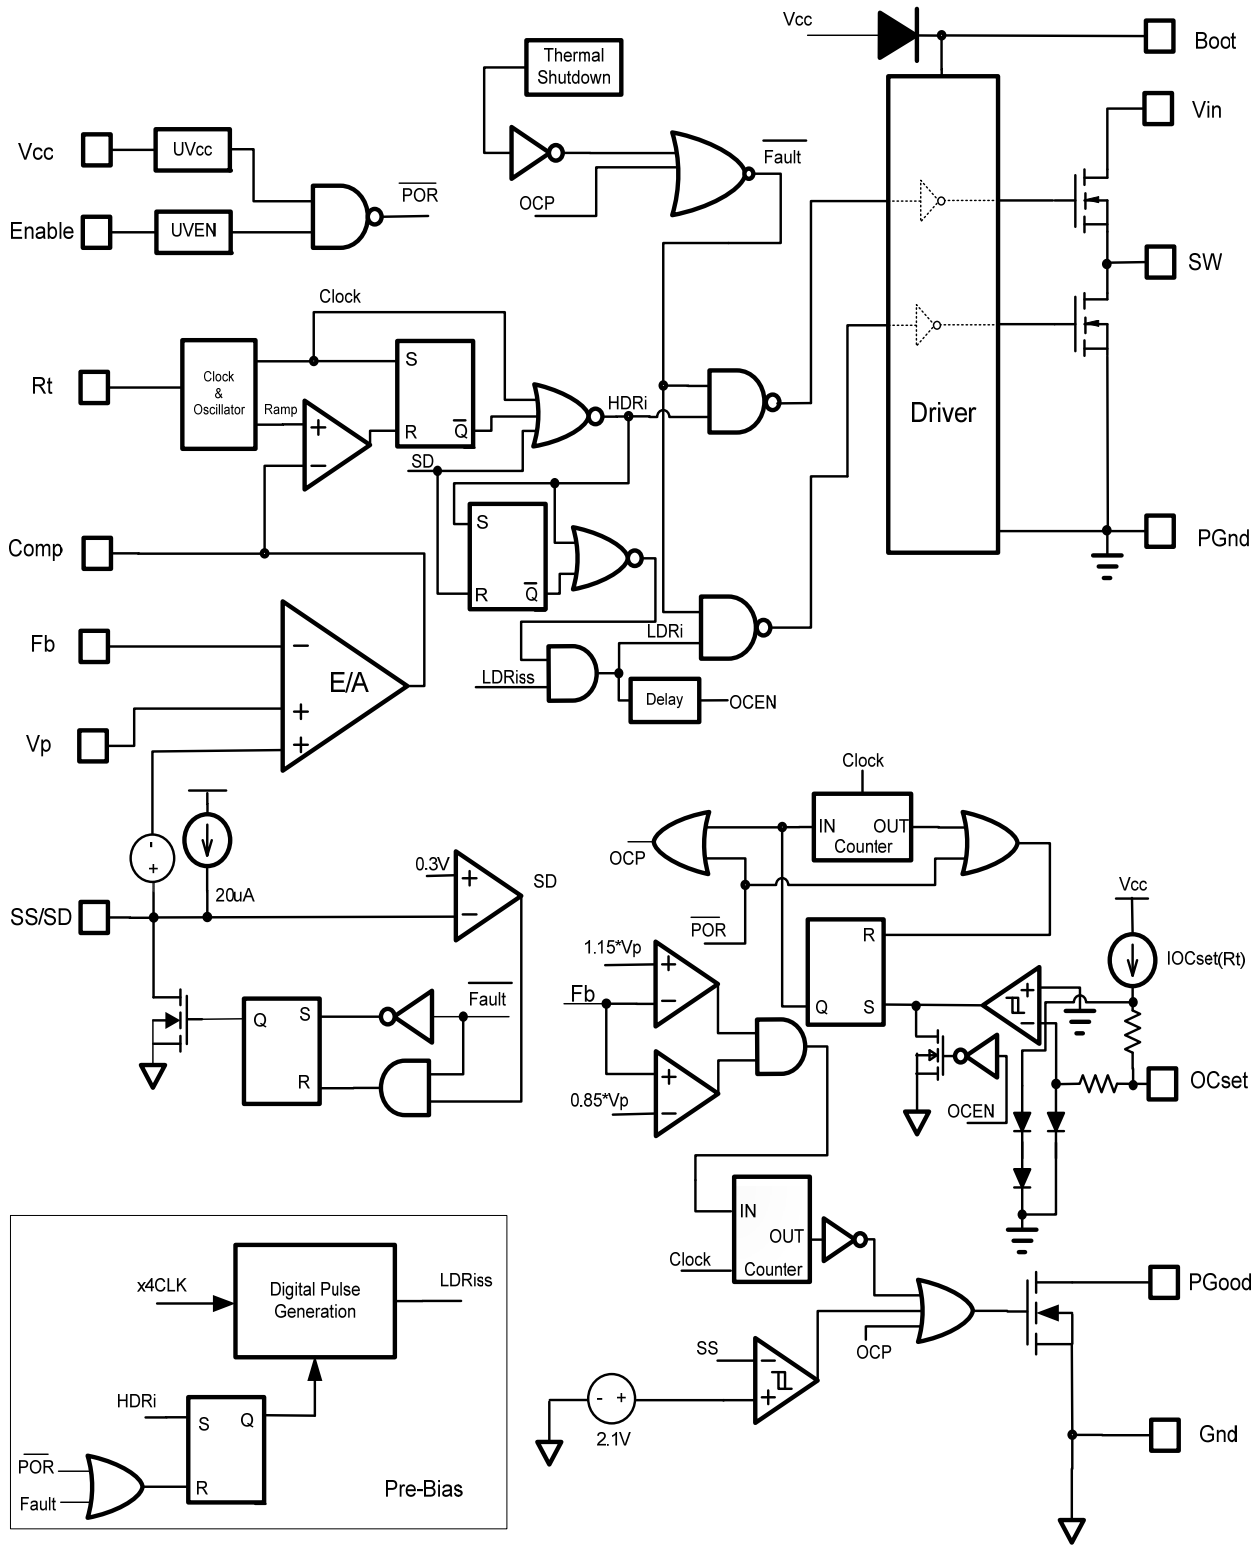 Vcc
Boot
Thermal
Shutdown
Vin
Vcc
UVcc
Fault
POR
OCP
Enable
UVEN
SW
Clock
Rt
Clock
&
Oscillator
Ramp
+
−
S
R
Q
HDRi
Driver
SD
S
R
Q
Comp
PGnd
Fb
−
E/A
+
+
Vp
LDRi
LDRiss
Delay
OCEN
Clock
IN
OUT
Counter
OCP
-
+
20uA
0.3V
+
−
SD
SS/SD
POR
R
Q
S
Vcc
IOCset(Rt)
1.15*Vp
+
−
Fb
+
−
0.85*Vp
+
−
OCset
OCEN
Fault
Q
S
R
IN
OUT
Counter
Clock
PGood
x4CLK
Digital Pulse
Generation
LDRiss
SS
−
+
OCP
- +
2.1V
Gnd
HDRi
S
Q
R
POR
Fault
Pre-Bias